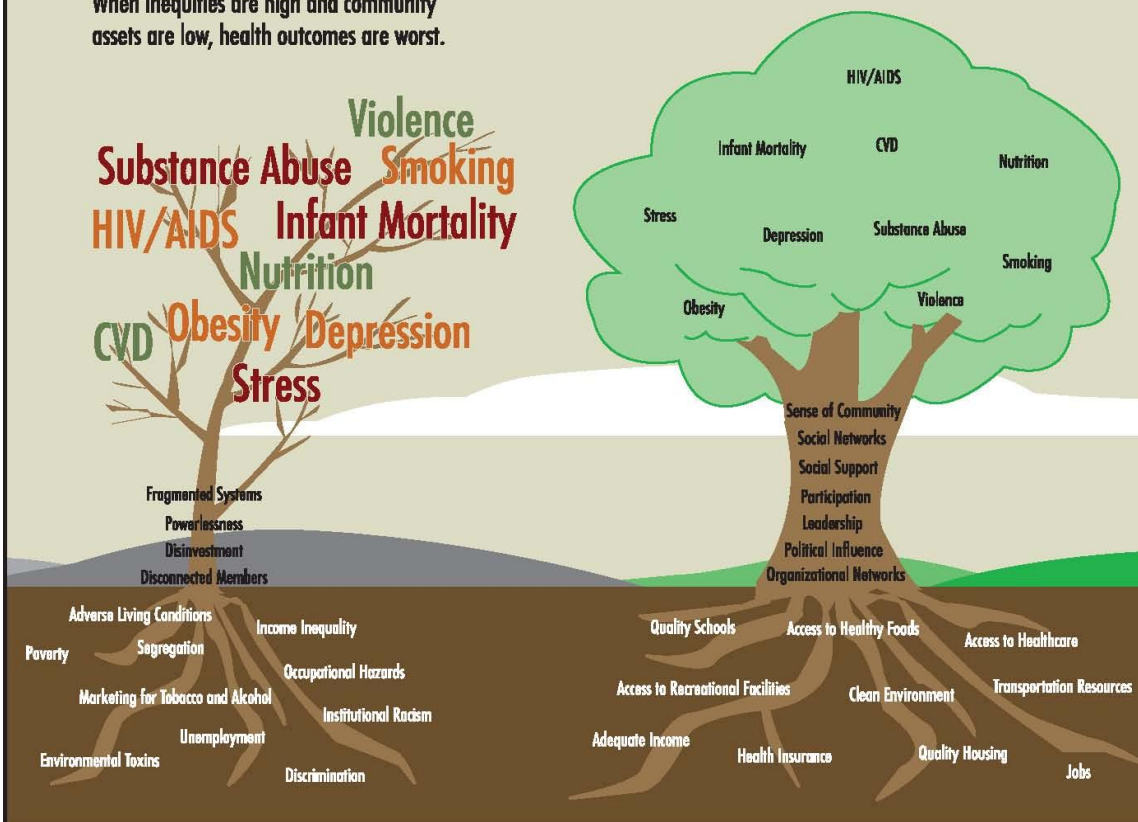 When inequities are high and community
assets are low, health outcomes are worst.
Violence
Substance Abuse
Smoking
HIV/AIDS
Infant Mortality
Nutrition
CVD
Obesity
Depression
Stress
Fragmented Systems
Powerlessness
Disinvestment
Disconnected Members
Adverse Living Conditions
Income Inequality
Poverty
Segregation
Occupational Hazards
Marketing for Tobacco and Alcohol
Institutional Racism
Unemployment
Environmental Toxins
Discrimination
HIV/AIDS
Infant Mortality
CVD
Nutrition
Stress
Depression
Substance Abuse
Smoking
Obesity
Violence
Sense of Community
Social Networks
Social Support
Participation
Leadership
Political Influence
Organizational Networks
Quality Schools
Access to Healthy Foods
Access to Healthcare
Access to Recreational Facilities
Clean Environment
Transportation Resources
Adequate Income
Health Insurance
Quality Housing
Jobs